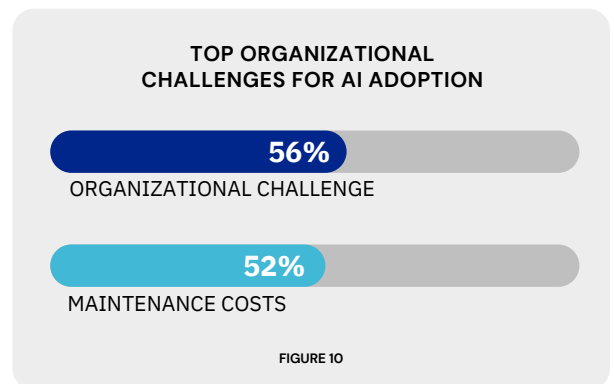 TOP ORGANIZATIONAL
CHALLENGES FOR AI ADOPTION
56%
ORGANIZATIONAL CHALLENGE
52%
MAINTENANCE COSTS
FIGURE 10